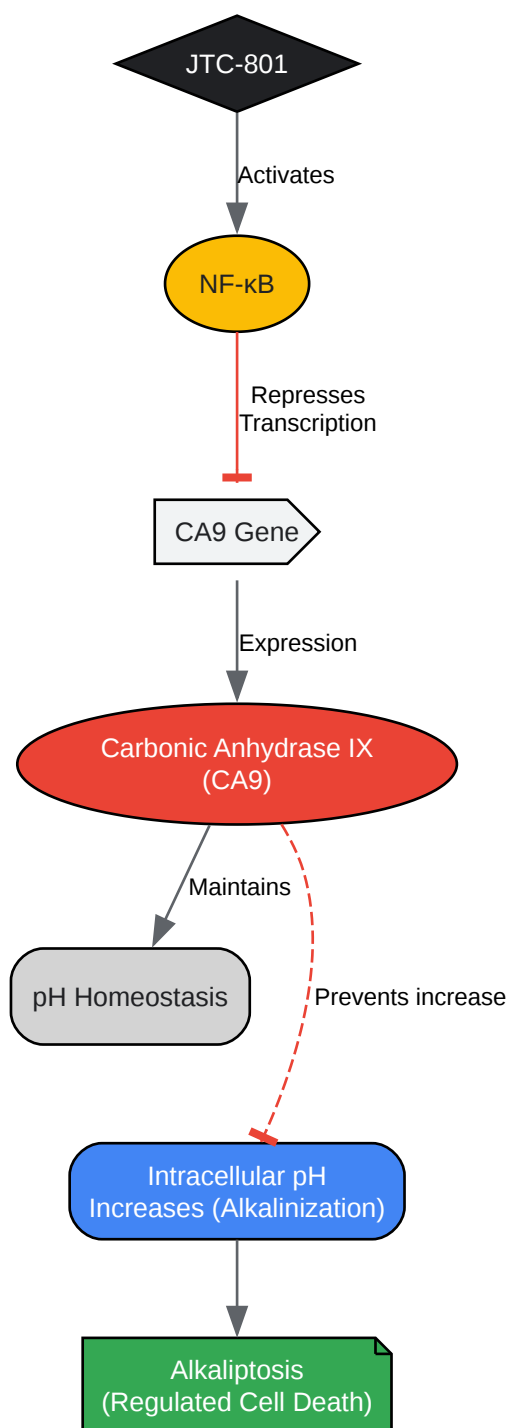 JTC-801
Activates
NF-κB
Represses
Transcription
CA9 Gene
Expression
Carbonic Anhydrase IX
(CA9)
Maintains
pH Homeostasis
Prevents increase
Intracellular pH
Increases (Alkalinization)
Alkaliptosis
(Regulated Cell Death)